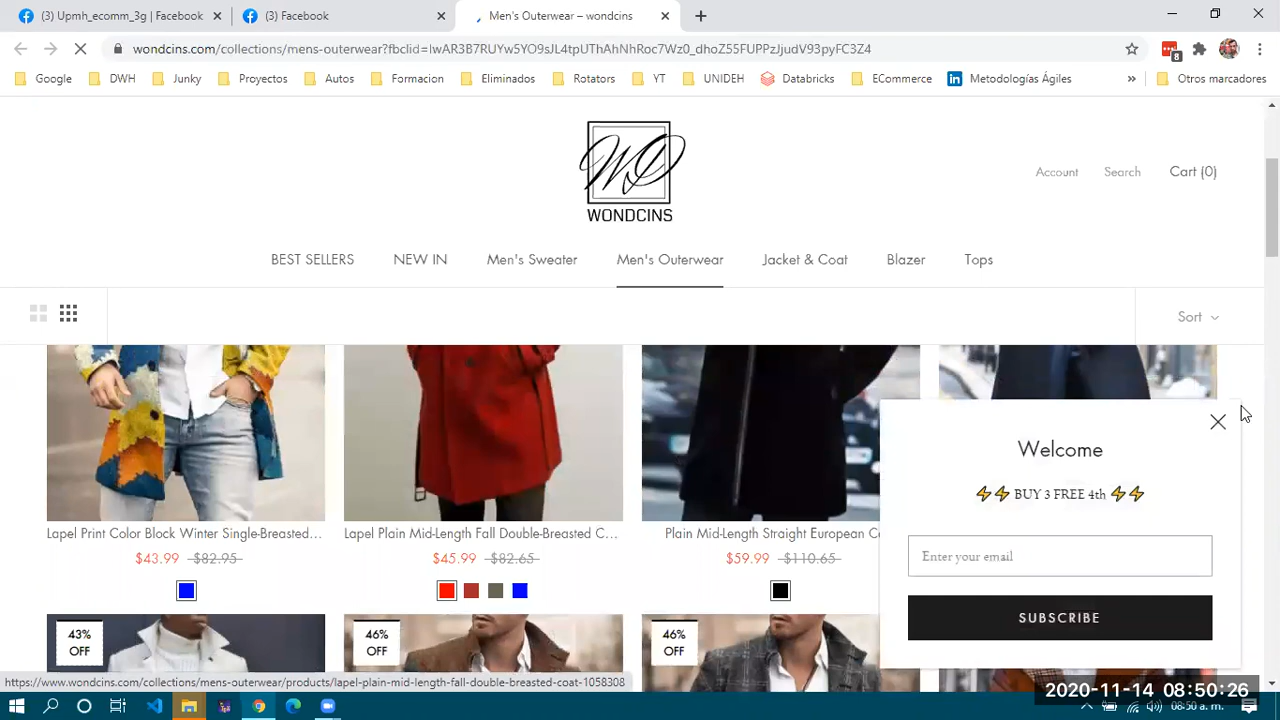 (3) Upmh_ecomm_3g | Facebook
(3) Facebook
Men's Outerwear – wondcins
wondcins.com/collections/mens-outerwear?fbclid=IwAR3B7RUYw5YO9sJL4tpUThAhNhRoc7Wz0_dhoZ55FUPPzJjudV93pyFC3Z4
8
Google
DWH
Junky
Proyectos
Autos
Formacion
Eliminados
Rotators
YT
UNIDEH
Databricks
ECommerce
Metodologías Ágiles
»
Otros marcadores
WD
WONDCINS
Account
Search
Cart (0)
BEST SELLERS
NEW IN
Men's Sweater
Men's Outerwear
Jacket & Coat
Blazer
Tops
Sort
Welcome
⚡⚡ BUY 3 FREE 4th ⚡⚡
Enter your email
SUBSCRIBE
Lapel Print Color Block Winter Single-Breasted...
$43.99 $82.95
Lapel Plain Mid-Length Fall Double-Breasted C...
$45.99 $82.65
Plain Mid-Length Straight European C
$59.99 $110.65
43%
OFF
46%
OFF
46%
OFF
https://www.wondcins.com/collections/mens-outerwear/products/lapel-plain-mid-length-fall-double-breasted-coat-1058308
2020-11-14 08:50:26
08:50 a. m.